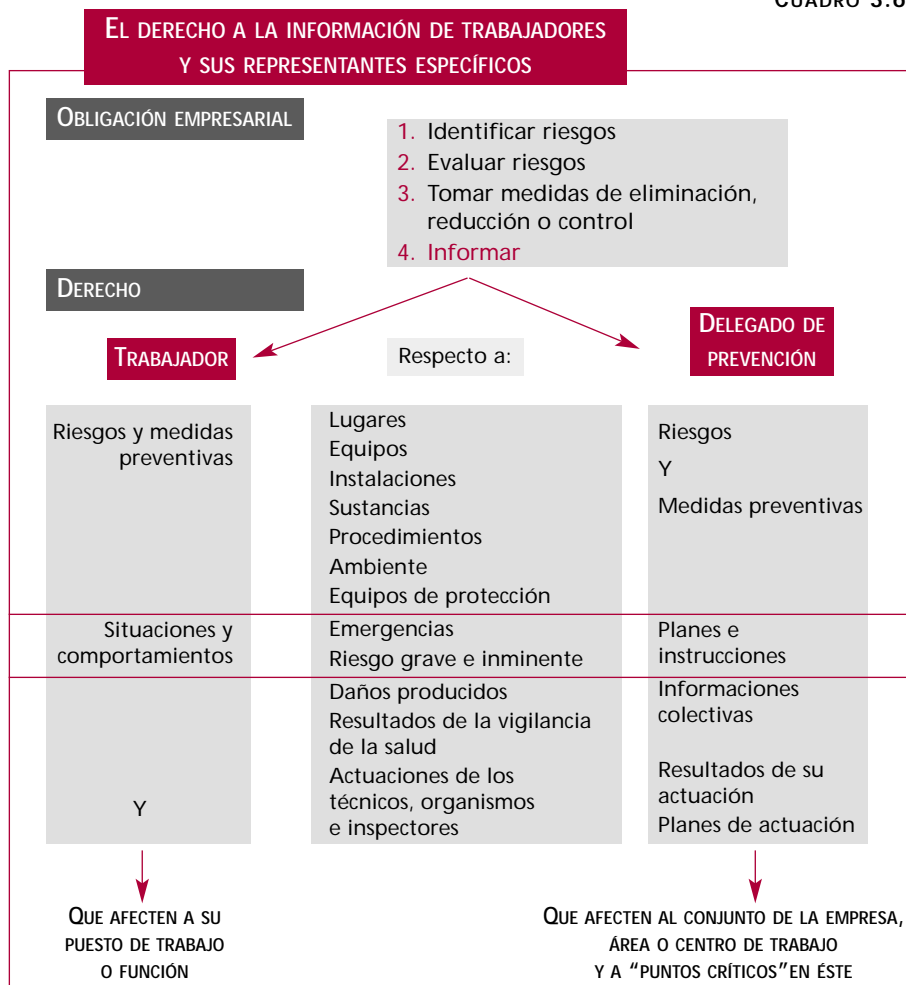 CUADRO 3.6
EL DERECHO A LA INFORMACIÓN DE TRABAJADORES
Y SUS REPRESENTANTES ESPECÍFICOS
OBLIGACIÓN EMPRESARIAL
1. Identificar riesgos
2. Evaluar riesgos
3. Tomar medidas de eliminación,
reducción o control
4. Informar
DERECHO
TRABAJADOR
Respecto a:
DELEGADO DE
PREVENCIÓN
Riesgos y medidas
preventivas
Lugares
Equipos
Instalaciones
Sustancias
Procedimientos
Ambiente
Equipos de protección
Riesgos
Y
Medidas preventivas
Situaciones y
comportamientos
Emergencias
Riesgo grave e inminente
Planes e
instrucciones
Y
Daños producidos
Resultados de la vigilancia
de la salud
Actuaciones de los
técnicos, organismos
e inspectores
Informaciones
colectivas
Resultados de su
actuación
Planes de actuación
QUE AFECTEN A SU
PUESTO DE TRABAJO
O FUNCIÓN
QUE AFECTEN AL CONJUNTO DE LA EMPRESA,
ÁREA O CENTRO DE TRABAJO
Y A “PUNTOS CRÍTICOS”EN ÉSTE